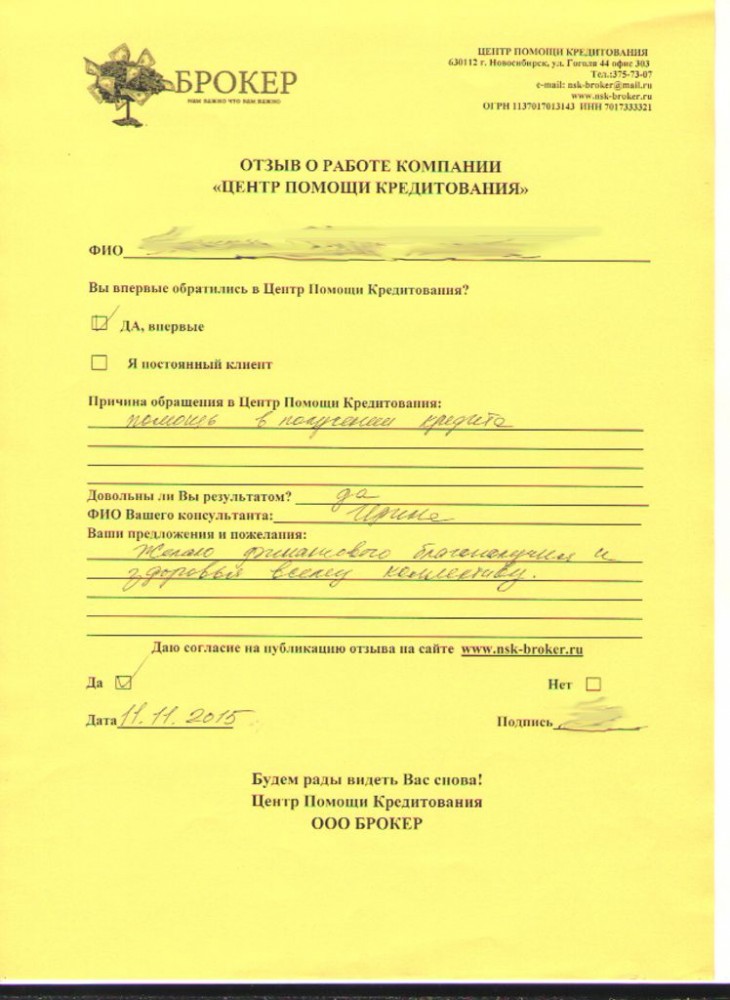 БРОКЕР
НАМ ВАЖНО ЧТО ВАМ ВАЖНО
ЦЕНТР ПОМОЩИ КРЕДИТОВАНИЯ
630112 г. Новосибирск, ул. Гоголя 44 офис 303
Тел.:375-73-07
e-mail: nsk-broker@mail.ru
www.nsk-broker.ru
ОГРН 1137017013143 ИНН 7017333321
ОТЗЫВ О РАБОТЕ КОМПАНИИ
«ЦЕНТР ПОМОЩИ КРЕДИТОВАНИЯ»
ФИО
Вы впервые обратились в Центр Помощи Кредитования?
ДА, впервые
Я постоянный клиент
Причина обращения в Центр Помощи Кредитования:
помощь в получении кредита
Довольны ли Вы результатом? да
ФИО Вашего консультанта: Ирина
Ваши предложения и пожелания:
Желаю финансового благополучия и
здоровья всему коллективу.
Даю согласие на публикацию отзыва на сайте www.nsk-broker.ru
Да Нет
Дата 11.11.2015 Подпись
Будем рады видеть Вас снова!
Центр Помощи Кредитования
ООО БРОКЕР